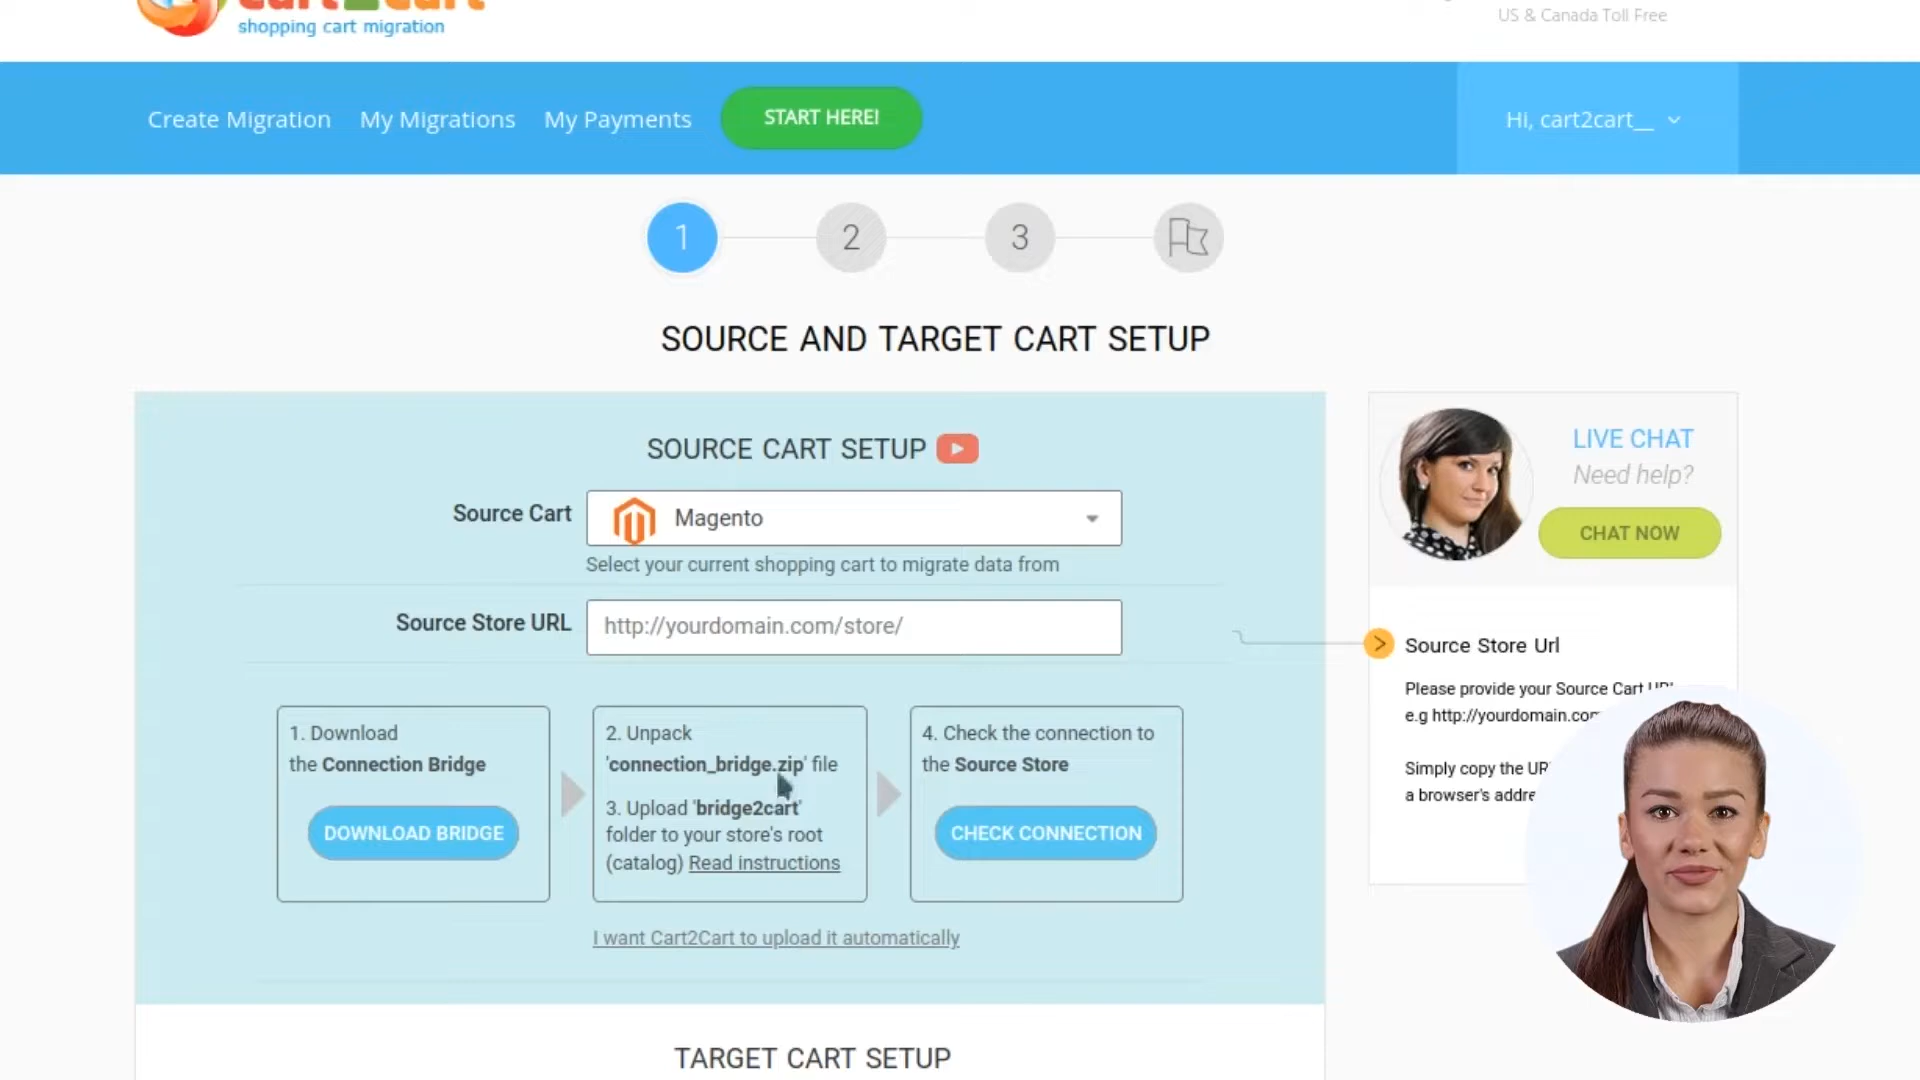 shopping cart migration
US & Canada Toll Free
Create Migration My Migrations My Payments START HERE! Hi, cart2cart__
1 2 3
SOURCE AND TARGET CART SETUP
SOURCE CART SETUP
Source Cart Magento
Select your current shopping cart to migrate data from
Source Store URL http://yourdomain.com/store/
1. Download
the Connection Bridge
DOWNLOAD BRIDGE
2. Unpack
'connection_bridge.zip' file
3. Upload 'bridge2cart'
folder to your store's root
(catalog) Read instructions
4. Check the connection to
the Source Store
CHECK CONNECTION
I want Cart2Cart to upload it automatically
TARGET CART SETUP
LIVE CHAT
Need help?
CHAT NOW
Source Store Url
Please provide your Source Cart
e.g http://yourdomain.com
Simply copy the
a browser's